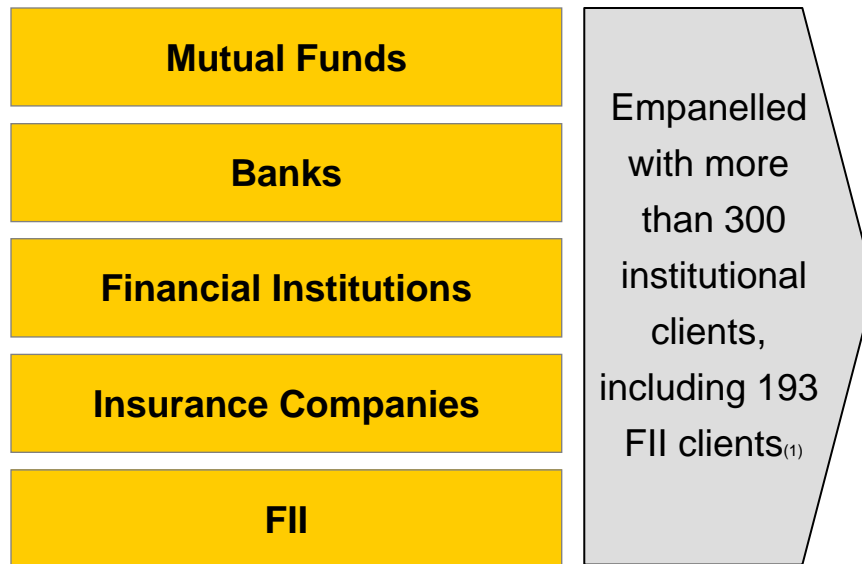 Mutual Funds
Banks
Financial Institutions
Insurance Companies
FII
Empanelled
with more
than 300
institutional
clients,
including 193
FII clients(1)